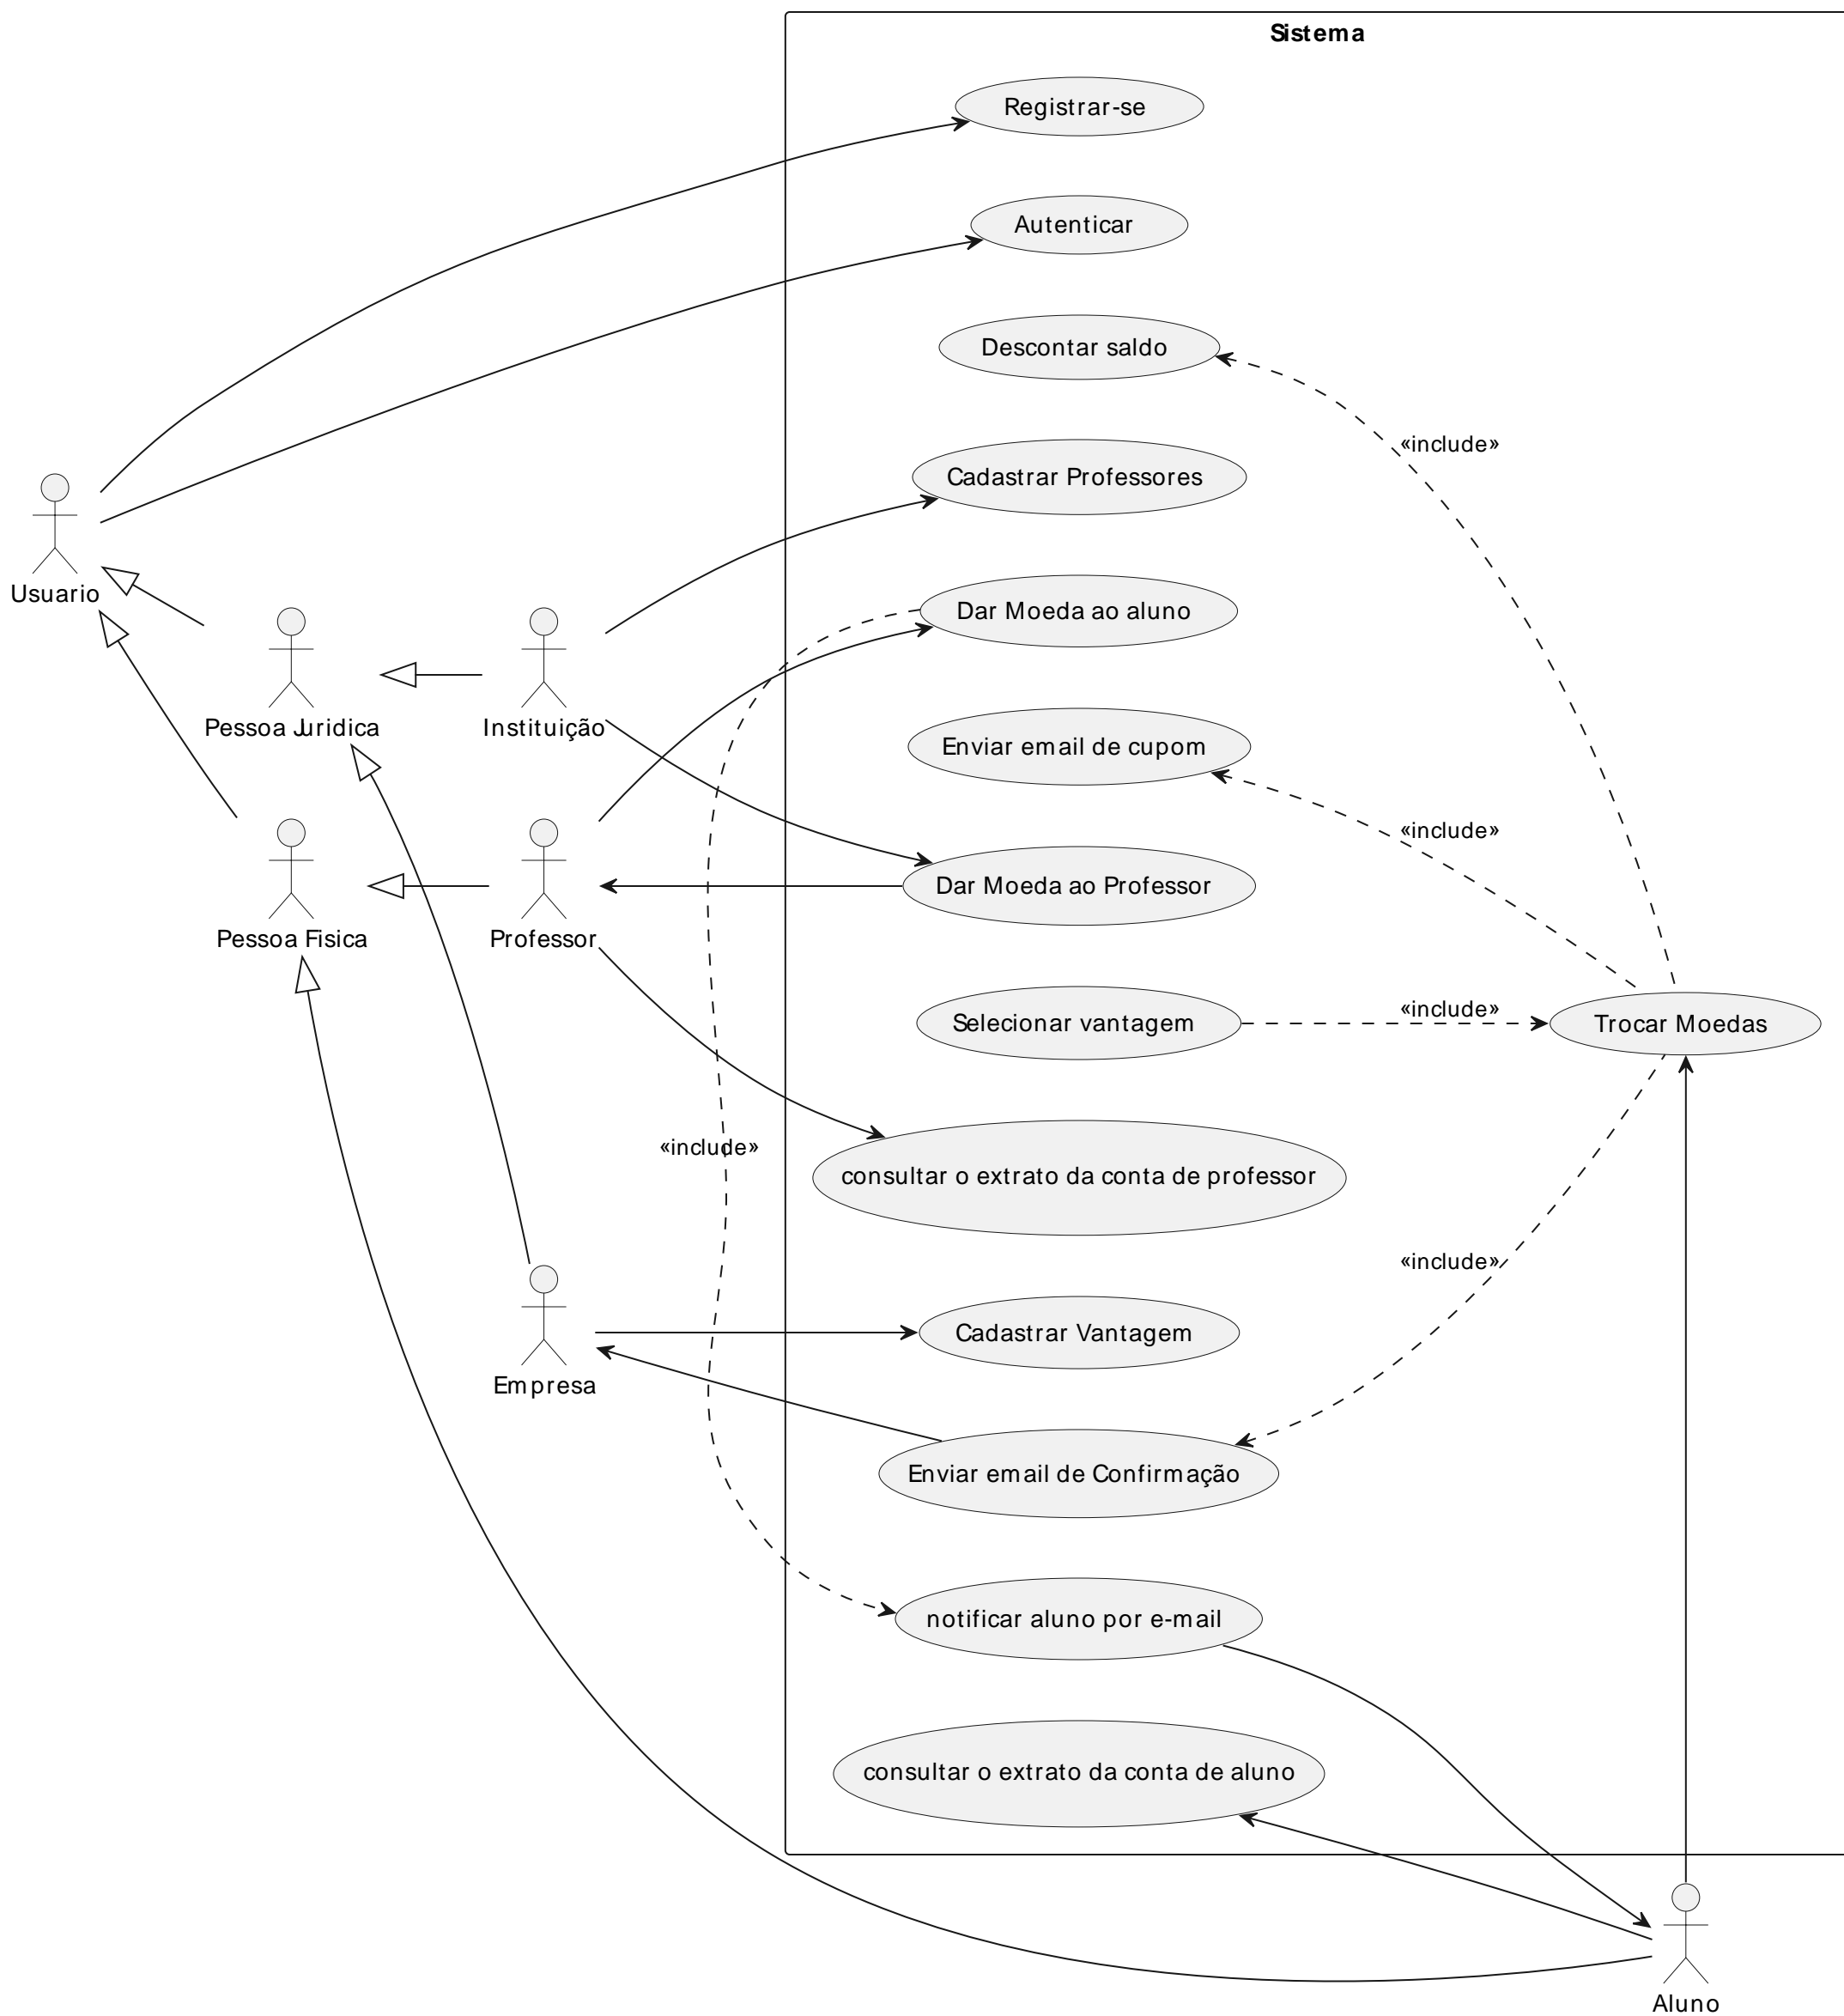 Sistema
Registrar-se
Autenticar
Descontar saldo
«include»
Cadastrar Professores
Usuario
Dar Moeda ao aluno
Pessoa Juridica
Instituição
Enviar email de cupom
«include»
Dar Moeda ao Professor
Pessoa Fisica
Professor
Selecionar vantagem
«include»
Trocar Moedas
«include»
consultar o extrato da conta de professor
«include»
Cadastrar Vantagem
Empresa
Enviar email de Confirmação
notificar aluno por e-mail
consultar o extrato da conta de aluno
Aluno